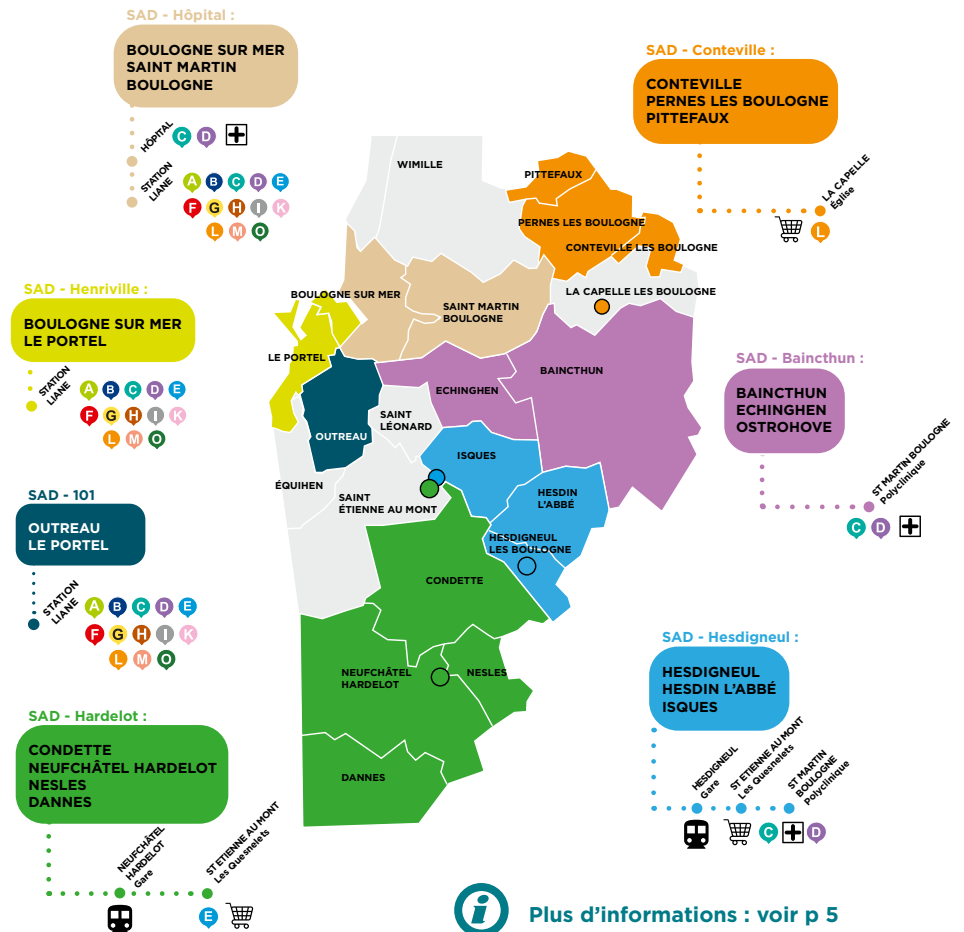 SAD - Hôpital :
BOULOGNE SUR MER
SAINT MARTIN
BOULOGNE
HÔPITAL
C D
STATION
LIANE
A B C D E
F G H I K
L M O
SAD - Conteville :
CONTEVILLE
PERNES LES BOULOGNE
PITTEFAUX
LA CAPELLE
Église
L
SAD - Henriville :
BOULOGNE SUR MER
LE PORTEL
STATION
LIANE
A B C D E
F G H I K
L M O
SAD - 101
OUTREAU
LE PORTEL
STATION
LIANE
A B C D E
F G H I K
L M O
SAD - Hardelot :
CONDETTE
NEUFCHÂTEL HARDELOT
NESLES
DANNES
NEUFCHÂTEL
HARDELOT
Gare
ST ETIENNE AU MONT
Les Quesnelets
E
WIMILLE
PITTEFAUX
PERNES LES BOULOGNE
CONTEVILLE LES BOULOGNE
LA CAPELLE LES BOULOGNE
BOULOGNE SUR MER
SAINT MARTIN
BOULOGNE
LE PORTEL
BAINCTHUN
ECHINGHEN
SAINT
LÉONARD
OUTREAU
ISQUES
ÉQUIHEN
SAINT
ÉTIENNE AU MONT
HESDIN
L'ABBÉ
HESDIGNEUL
LES BOULOGNE
CONDETTE
NEUFCHÂTEL
HARDELOT
NESLES
DANNES
SAD - Baincthun :
BAINCTHUN
ECHINGHEN
OSTROHOVE
ST MARTIN BOULOGNE
Polyclinique
C D
SAD - Hesdigneul :
HESDIGNEUL
HESDIN L'ABBÉ
ISQUES
HESDIGNEUL
Gare
ST ETIENNE AU MONT
Les Quesnelets
ST MARTIN
BOULOGNE
Polyclinique
C D
i
Plus d'informations : voir p 5